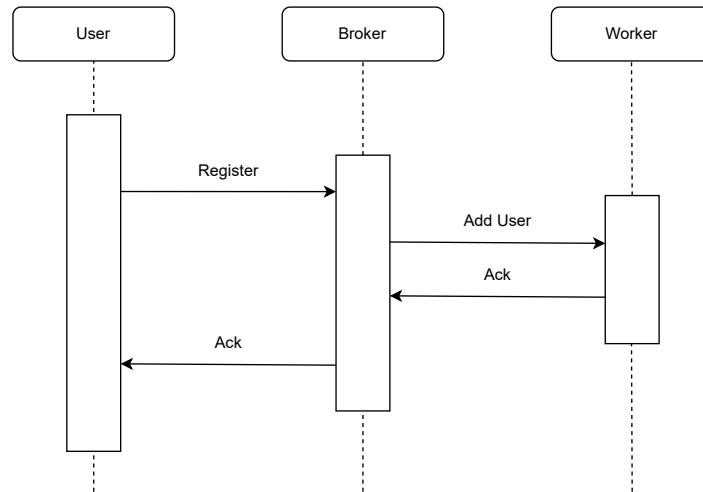 User
Broker
Worker
Register
Add User
Ack
Ack